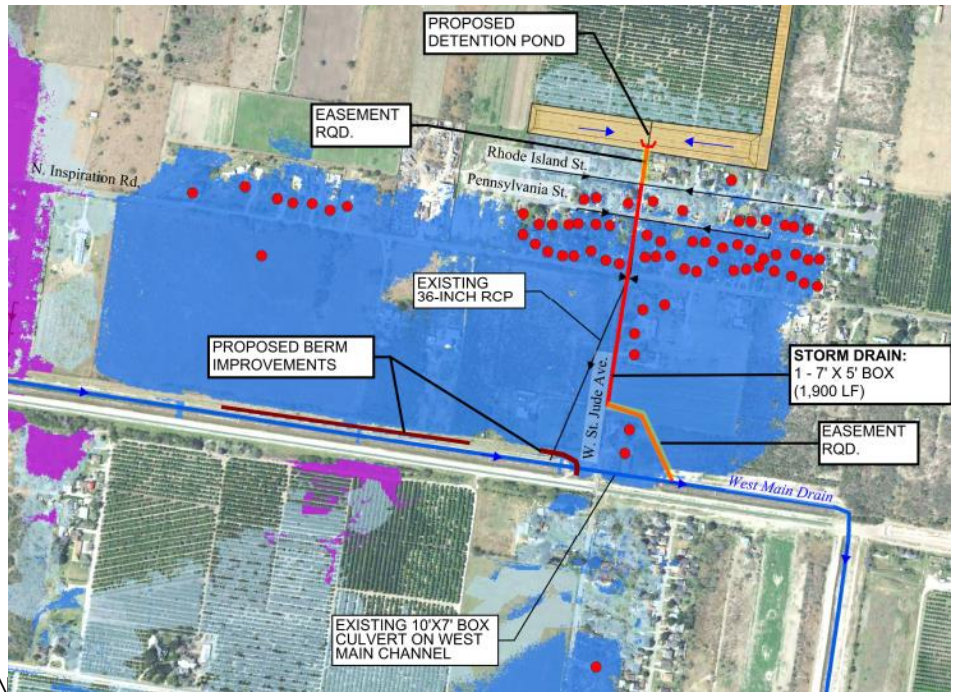 PROPOSED
DETENTION POND
EASEMENT
RQD.
Rhode Island St.
Pennsylvania St.
N. Inspiration Rd.
EXISTING
36-INCH RCP
PROPOSED BERM
IMPROVEMENTS
STORM DRAIN:
1 - 7' X 5' BOX
(1,900 LF)
W. St. Jude Ave.
EASEMENT
RQD.
West Main Drain
EXISTING 10'X7' BOX
CULVERT ON WEST
MAIN CHANNEL